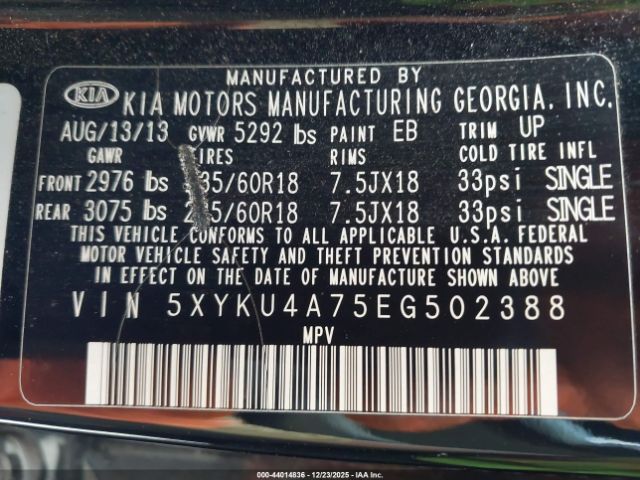 MANUFACTURED BY
KIA KIA MOTORS MANUFACTURING GEORGIA, INC.
AUG/13/13 GVWR 5292 lbs PAINT EB TRIM UP
GAWR RIMS COLD TIRE INFL
FRONT 2976 lbs 7.5JX18 33psi SINGLE
REAR 3075 lbs 7.5JX18 33psi SINGLE
THIS VEHICLE CONFORMS TO ALL APPLICABLE U.S.A. FEDERAL
MOTOR VEHICLE SAFETY AND THEFT PREVENTION STANDARDS
IN EFFECT ON THE DATE OF MANUFACTURE SHOWN ABOVE
VIN 5XYKU4A75EG502388
MPV
000-44014836 - 12/23/2025 - IAA Inc.